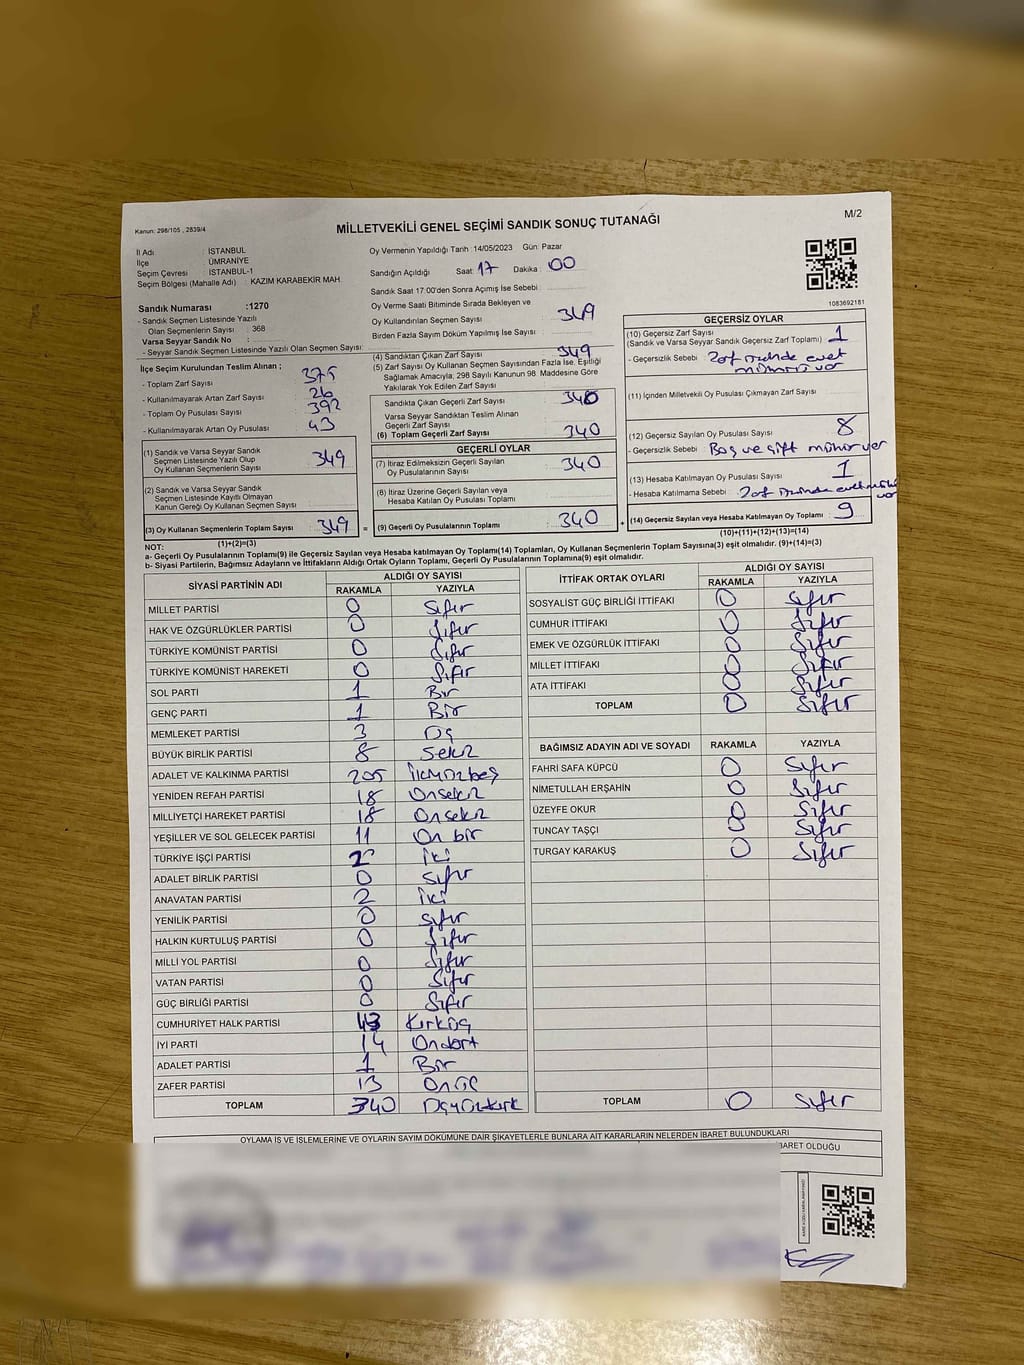 Kanun: 298/105 , 2839/4
MİLLETVEKİLİ GENEL SEÇİMİ SANDIK SONUÇ TUTANAĞI
M/2
İl Adı : İSTANBUL
İlçe : ÜMRANİYE
Seçim Çevresi : İSTANBUL-1
Seçim Bölgesi (Mahalle Adı) : KAZIM KARABEKİR MAH.
Sandık Numarası :1270
- Sandık Seçmen Listesinde Yazılı
Olan Seçmenlerin Sayısı : 368
Varsa Seyyar Sandık No :
- Seyyar Sandık Seçmen Listesinde Yazılı Olan Seçmen Sayısı:
İlçe Seçim Kurulundan Teslim Alınan ;
- Toplam Zarf Sayısı : 375
- Kullanılmayarak Artan Zarf Sayısı : 26
- Toplam Oy Pusulası Sayısı : 392
- Kullanılmayarak Artan Oy Pusulası : 43
(1) Sandık ve Varsa Seyyar Sandık
Seçmen Listesinde Yazılı Olup
Oy Kullanan Seçmenlerin Sayısı : 349
(2) Sandık ve Varsa Seyyar Sandık
Seçmen Listesinde Kayıtlı Olmayan
Kanun Gereği Oy Kullanan Seçmen Sayısı :
(3) Oy Kullanan Seçmenlerin Toplam Sayısı : 349 =
(1)+(2)=(3)
Oy Vermenin Yapıldığı Tarih :14/05/2023 Gün: Pazar
Sandığın Açıldığı Saat: 17 Dakika : 00
Sandık Saat 17:00'den Sonra Açımış İse Sebebi :
Oy Verme Saati Bitiminde Sırada Bekleyen ve
Oy Kullandırılan Seçmen Sayısı : 349
Birden Fazla Sayım Döküm Yapılmış İse Sayısı :
(4) Sandıktan Çıkan Zarf Sayısı : 349
(5) Zarf Sayısı Oy Kullanan Seçmen Sayısından Fazla İse, Eşitliği
Sağlamak Amacıyla, 298 Sayılı Kanunun 98. Maddesine Göre
Yakılarak Yok Edilen Zarf Sayısı :
Sandıkta Çıkan Geçerli Zarf Sayısı : 348
Varsa Seyyar Sandıktan Teslim Alınan
Geçerli Zarf Sayısı :
(6) Toplam Geçerli Zarf Sayısı : 340
GEÇERLİ OYLAR
(7) İtiraz Edilmeksizin Geçerli Sayılan
Oy Pusulalarının Sayısı : 340
(8) İtiraz Üzerine Geçerli Sayılan veya
Hesaba Katılan Oy Pusulası Toplamı :
(9) Geçerli Oy Pusulalarının Toplamı : 340 +
1083692181
GEÇERSİZ OYLAR
(10) Geçersiz Zarf Sayısı : 1
(Sandık ve Varsa Seyyar Sandık Geçersiz Zarf Toplamı)
- Geçersizlik Sebebi : Zarf üzerinde evet
mührü var
(11) İçinden Milletvekili Oy Pusulası Çıkmayan Zarf Sayısı :
(12) Geçersiz Sayılan Oy Pusulası Sayısı : 8
- Geçersizlik Sebebi : Boş ve çift mühür var
(13) Hesaba Katılmayan Oy Pusulası Sayısı : 1
- Hesaba Katılmama Sebebi : Zarf üzerinde evet mührü
var
(14) Geçersiz Sayılan veya Hesaba Katılmayan Oy Toplamı : 9
(10)+(11)+(12)+(13)=(14)
NOT:
a- Geçerli Oy Pusulalarının Toplamı(9) ile Geçersiz Sayılan veya Hesaba katılmayan Oy Toplamı(14) Toplamları, Oy Kullanan Seçmenlerin Toplam Sayısına(3) eşit olmalıdır. (9)+(14)=(3)
b- Siyasi Partilerin, Bağımsız Adayların ve İttifakların Aldığı Ortak Oyların Toplamı, Geçerli Oy Pusulalarının Toplamına(9) eşit olmalıdır.
SİYASİ PARTİNİN ADI ALDIĞI OY SAYISI
RAKAMLA YAZIYLA
MİLLET PARTİSİ 0 Sıfır
HAK VE ÖZGÜRLÜKLER PARTİSİ 0 Sıfır
TÜRKİYE KOMÜNİST PARTİSİ 0 Sıfır
TÜRKİYE KOMÜNİST HAREKETİ 0 Sıfır
SOL PARTİ 1 Bir
GENÇ PARTİ 1 Bir
MEMLEKET PARTİSİ 3 Üç
BÜYÜK BİRLİK PARTİSİ 8 Sekiz
ADALET VE KALKINMA PARTİSİ 205 İkiyüzbeş
YENİDEN REFAH PARTİSİ 18 Onsekiz
MİLLİYETÇİ HAREKET PARTİSİ 18 Onsekiz
YEŞİLLER VE SOL GELECEK PARTİSİ 11 On bir
TÜRKİYE İŞÇİ PARTİSİ 2 İki
ADALET BİRLİK PARTİSİ 0 Sıfır
ANAVATAN PARTİSİ 2 İki
YENİLİK PARTİSİ 0 Sıfır
HALKIN KURTULUŞ PARTİSİ 0 Sıfır
MİLLİ YOL PARTİSİ 0 Sıfır
VATAN PARTİSİ 0 Sıfır
GÜÇ BİRLİĞİ PARTİSİ 0 Sıfır
CUMHURİYET HALK PARTİSİ 43 Kırküç
İYİ PARTİ 14 Ondört
ADALET PARTİSİ 1 Bir
ZAFER PARTİSİ 13 Onüç
TOPLAM 340 Üçyüzkırk
İTTİFAK ORTAK OYLARI ALDIĞI OY SAYISI
RAKAMLA YAZIYLA
SOSYALİST GÜÇ BİRLİĞİ İTTİFAKI 0 Sıfır
CUMHUR İTTİFAKI 0 Sıfır
EMEK VE ÖZGÜRLÜK İTTİFAKI 0 Sıfır
MİLLET İTTİFAKI 0 Sıfır
ATA İTTİFAKI 0 Sıfır
TOPLAM 0 Sıfır
BAĞIMSIZ ADAYIN ADI VE SOYADI RAKAMLA YAZIYLA
FAHRİ SAFA KÜPCÜ 0 Sıfır
NİMETULLAH ERŞAHİN 0 Sıfır
ÜZEYFE OKUR 0 Sıfır
TUNCAY TAŞÇI 0 Sıfır
TURGAY KARAKUŞ 0 Sıfır
TOPLAM 0 Sıfır
OYLAMA İŞ VE İŞLEMLERİNE VE OYLARIN SAYIM DÖKÜMÜNE DAİR ŞİKAYETLERLE BUNLARA AİT KARARLARIN NELERDEN İBARET BULUNDUKLARI
BARET OLDUĞU